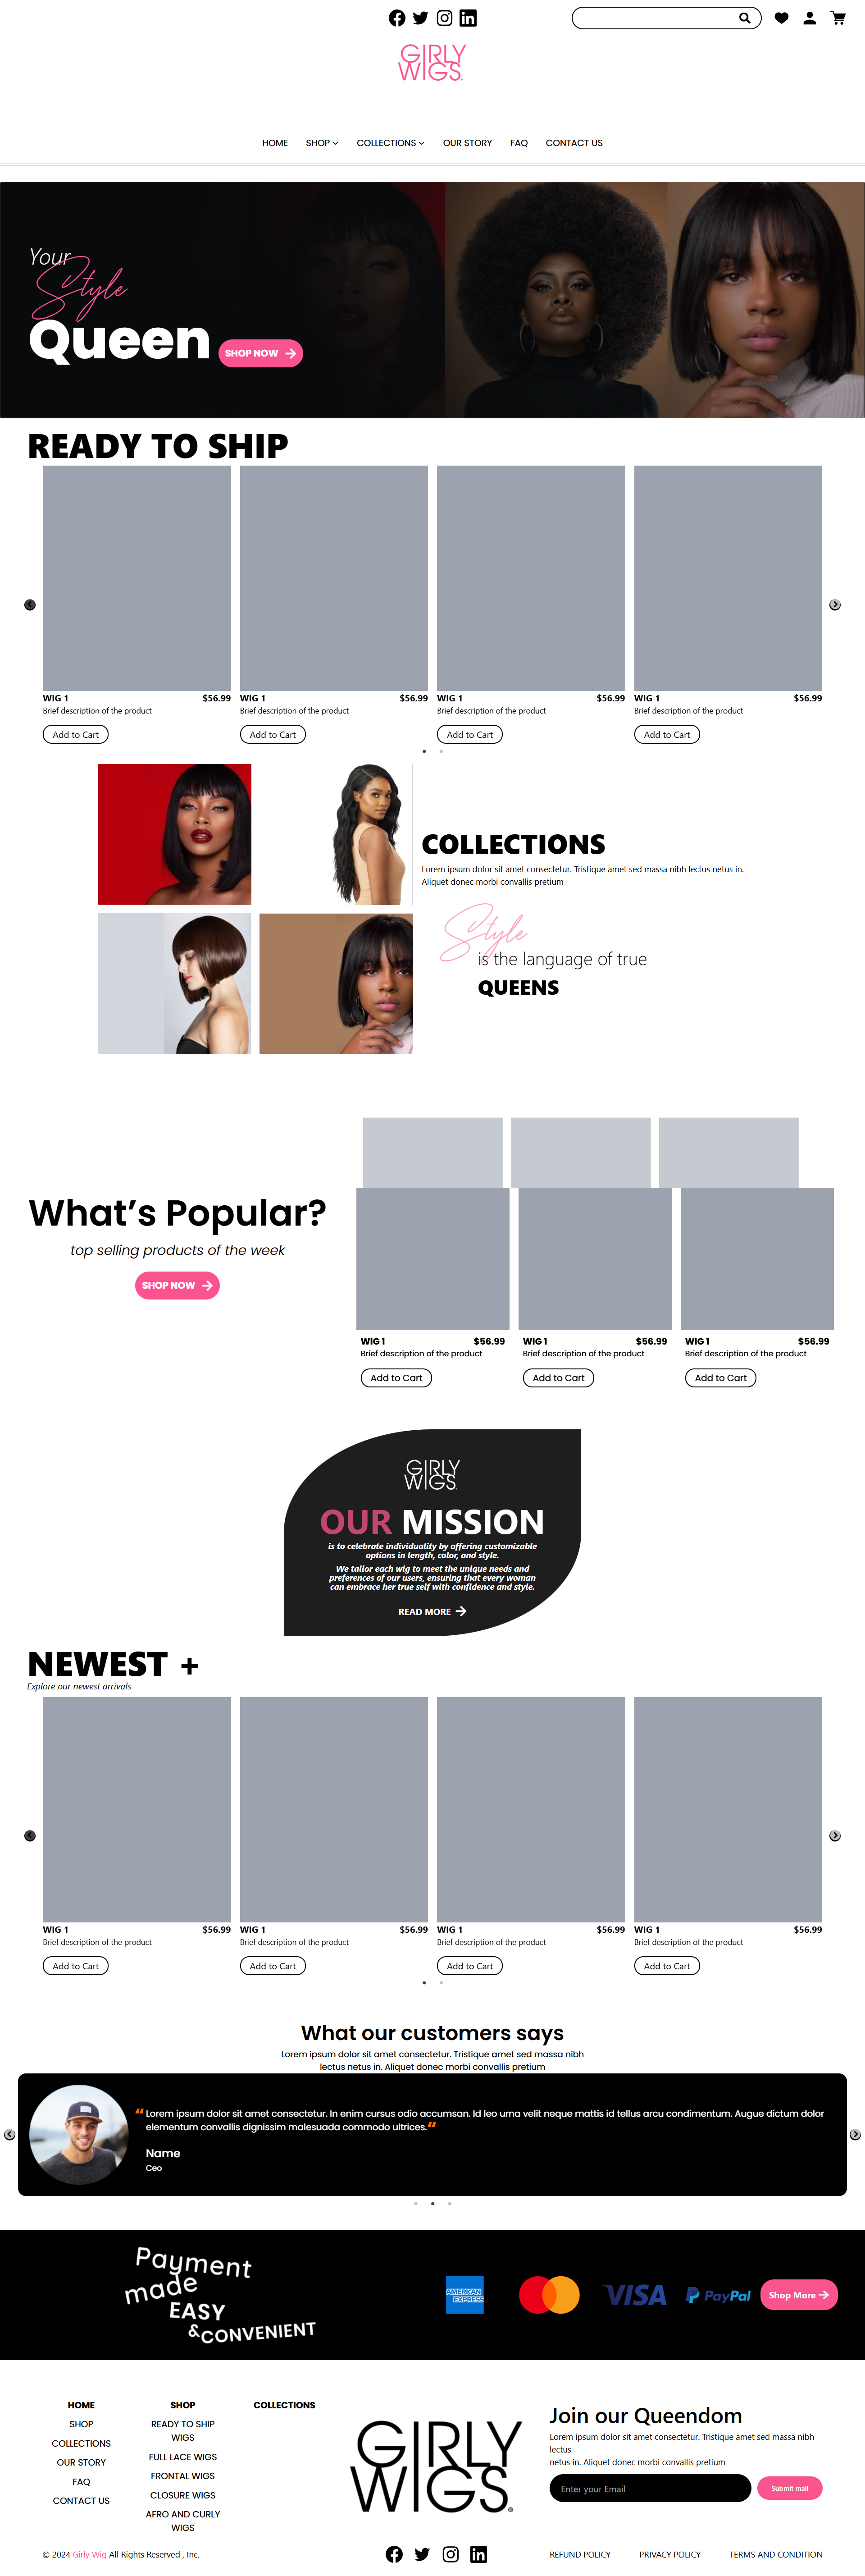 GIRLY
WIGS
HOME SHOP COLLECTIONS OUR STORY FAQ CONTACT US
Your
Style
Queen
SHOP NOW
READY TO SHIP
WIG 1 $56.99 WIG 1 $56.99 WIG 1 $56.99 WIG 1 $56.99
Brief description of the product Brief description of the product Brief description of the product Brief description of the product
Add to Cart Add to Cart Add to Cart Add to Cart
COLLECTIONS
Lorem ipsum dolor sit amet consectetur. Tristique amet sed massa nibh lectus netus in.
Aliquet donec morbi convallis pretium
Style
is the language of true
QUEENS
What's Popular?
top selling products of the week
SHOP NOW
WIG 1 $56.99 WIG 1 $56.99 WIG 1 $56.99
Brief description of the product Brief description of the product Brief description of the product
Add to Cart Add to Cart Add to Cart
GIRLY
WIGS
OUR MISSION
is to celebrate individuality by offering customizable
options in length, color, and style.
We tailor each wig to meet the unique needs and
preferences of our users, ensuring that every woman
can embrace her true self with confidence and style.
READ MORE
NEWEST +
Explore our newest arrivals
WIG 1 $56.99 WIG 1 $56.99 WIG 1 $56.99 WIG 1 $56.99
Brief description of the product Brief description of the product Brief description of the product Brief description of the product
Add to Cart Add to Cart Add to Cart Add to Cart
What our customers says
Lorem ipsum dolor sit amet consectetur. Tristique amet sed massa nibh
lectus netus in. Aliquet donec morbi convallis pretium
“ Lorem ipsum dolor sit amet consectetur. In enim cursus odio accumsan. Id leo urna velit neque mattis id tellus arcu condimentum. Augue dictum dolor
elementum convallis dignissim malesuada commodo ultrices.“
Name
Ceo
Payment
made
EASY
&CONVENIENT
AMERICAN
EXPRESS
VISA
PayPal
Shop More
HOME
SHOP
COLLECTIONS
OUR STORY
FAQ
CONTACT US
SHOP
READY TO SHIP
WIGS
FULL LACE WIGS
FRONTAL WIGS
CLOSURE WIGS
AFRO AND CURLY
WIGS
COLLECTIONS
GIRLY
WIGS®
Join our Queendom
Lorem ipsum dolor sit amet consectetur. Tristique amet sed massa nibh
lectus
netus in. Aliquet donec morbi convallis pretium
Enter your Email
Submit mail
© 2024 Girly Wig All Rights Reserved , Inc.
REFUND POLICY PRIVACY POLICY TERMS AND CONDITION